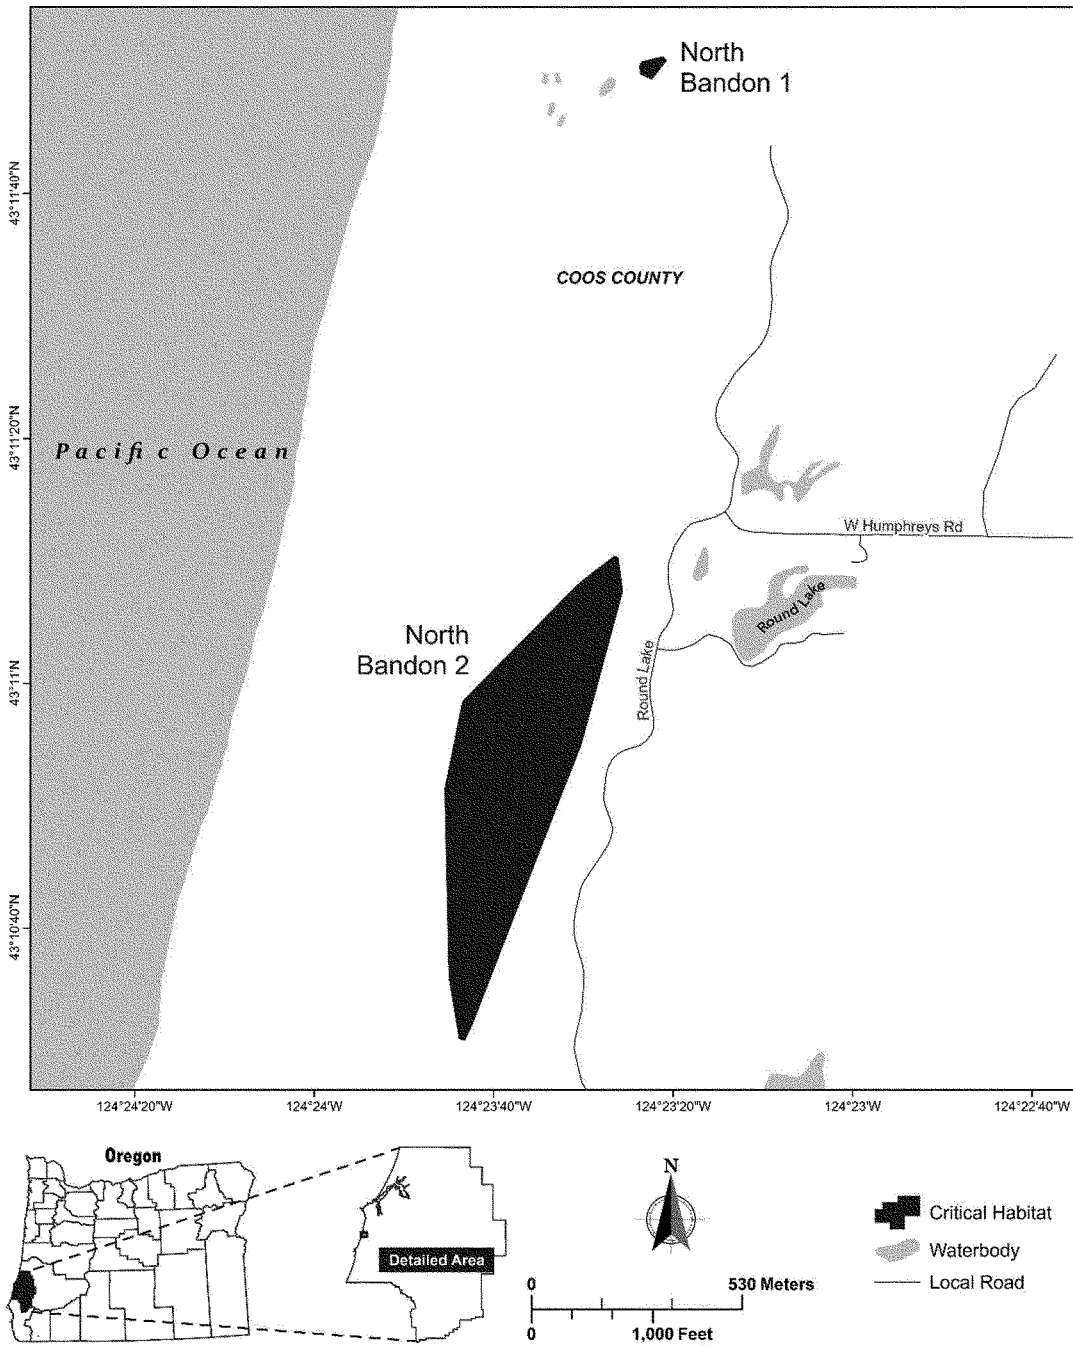 North
Bandon 1
43°11'40"N
COOS COUNTY
43°11'20"N
Pacific Ocean
W Humphreys Rd
Round Lake
North
Bandon 2
Round Lake
43°11'N
43°10'40"N
124°24'20"W
124°24'W
124°23'40"W
124°23'20"W
124°23'W
124°22'40"W
Oregon
Detailed Area
N
0
530 Meters
0
1,000 Feet
Critical Habitat
Waterbody
Local Road